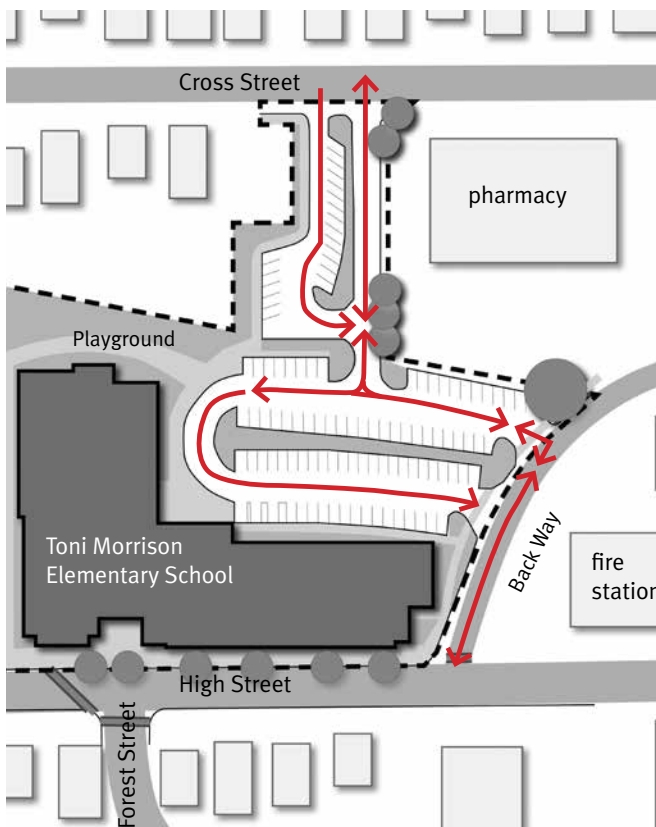 Cross Street
pharmacy
Playground
Toni Morrison
Elementary School
Back Way
fire
station
High Street
Forest Street